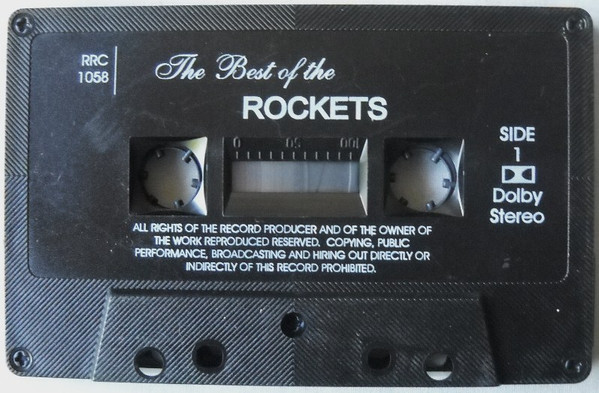 RRC
1058
The Best of the
ROCKETS
0 50 100
SIDE
1
Dolby
Stereo
ALL RIGHTS OF THE RECORD PRODUCER AND OF THE OWNER OF
THE WORK REPRODUCED RESERVED. COPYING, PUBLIC
PERFORMANCE, BROADCASTING AND HIRING OUT DIRECTLY OR
INDIRECTLY OF THIS RECORD PROHIBITED.